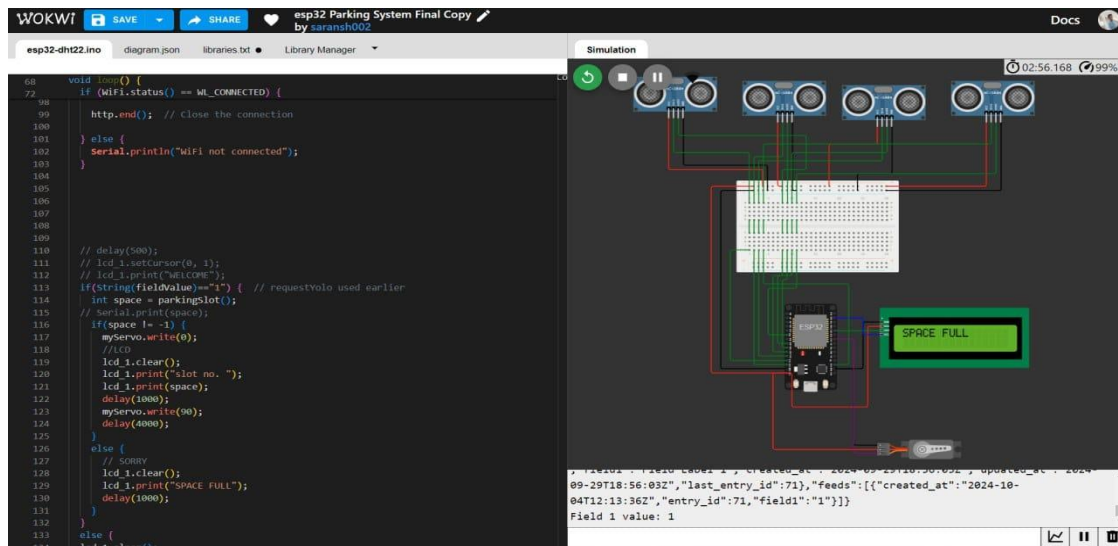 WOKWI SAVE SHARE esp32 Parking System Final Copy Docs
by saransh002
esp32-dht22.ino diagram.json libraries.txt ● Library Manager
68 void loop() {
72 if (WiFi.status() == WL_CONNECTED) {
98
99 http.end(); // Close the connection
100
101 } else {
102 Serial.println("WiFi not connected");
103 }
104
105
106
107
108
109
110 // delay(500);
111 // lcd_1.setCursor(0, 1);
112 // lcd_1.print("WELCOME");
113 if(String(fieldValue)=="1") { // requestYolo used earlier
114 int space = parkingSlot();
115 // Serial.print(space);
116 if(space != -1) {
117 myServo.write(0);
118 //LCD
119 lcd_1.clear();
120 lcd_1.print("slot no. ");
121 lcd_1.print(space);
122 delay(1000);
123 myServo.write(90);
124 delay(4000);
125 }
126 else {
127 // SORRY
128 lcd_1.clear();
129 lcd_1.print("SPACE FULL");
130 delay(1000);
131 }
132 }
133 else {
Simulation
02:56.168 99%
ESP32
SPACE FULL
09-29T18:56:03Z","last_entry_id":71},"feeds":[{"created_at":"2024-10-
04T12:13:36Z","entry_id":71,"field1":"1"}]}
Field 1 value: 1